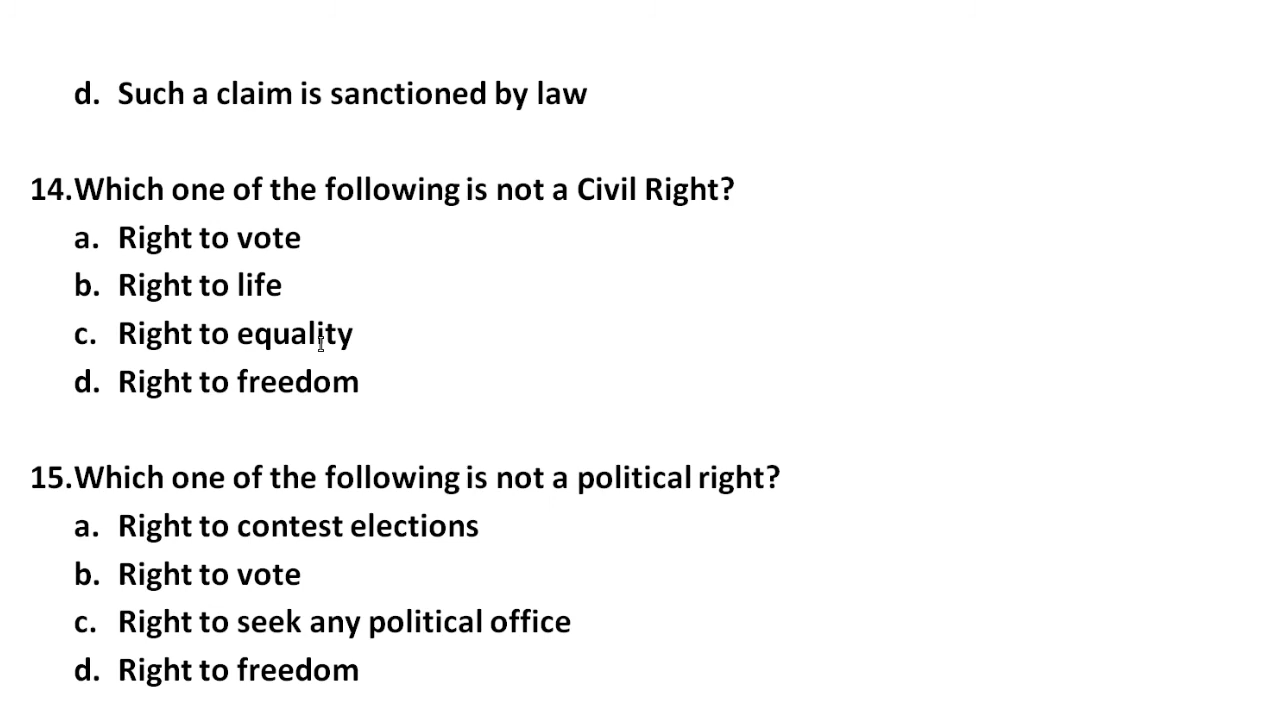 d. Such a claim is sanctioned by law
14.Which one of the following is not a Civil Right?
a. Right to vote
b. Right to life
c. Right to equality
d. Right to freedom
15.Which one of the following is not a political right?
a. Right to contest elections
b. Right to vote
c. Right to seek any political office
d. Right to freedom